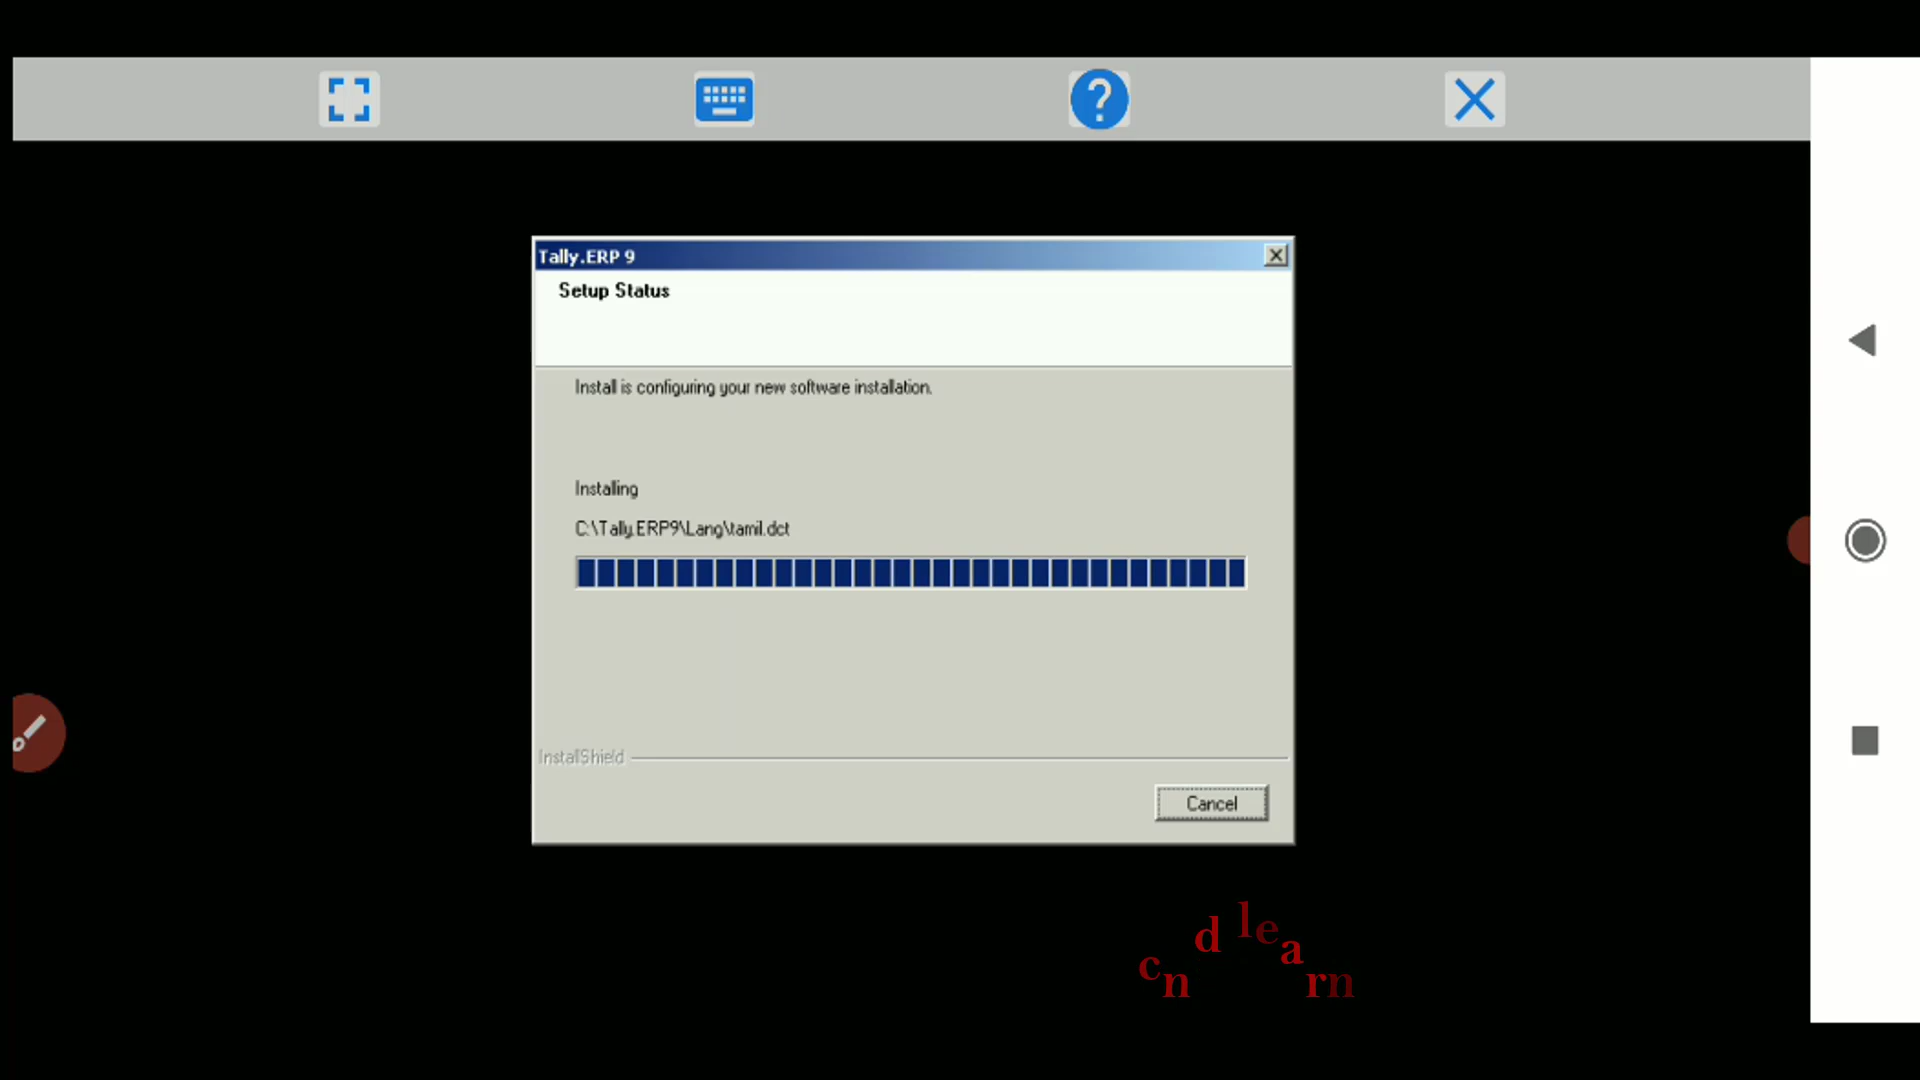 Tally.ERP 9
Setup Status
Install is configuring your new software installation.
Installing
C:\Tally.ERP9\Lang\tamil.dct
InstallShield
Cancel
cnd learn